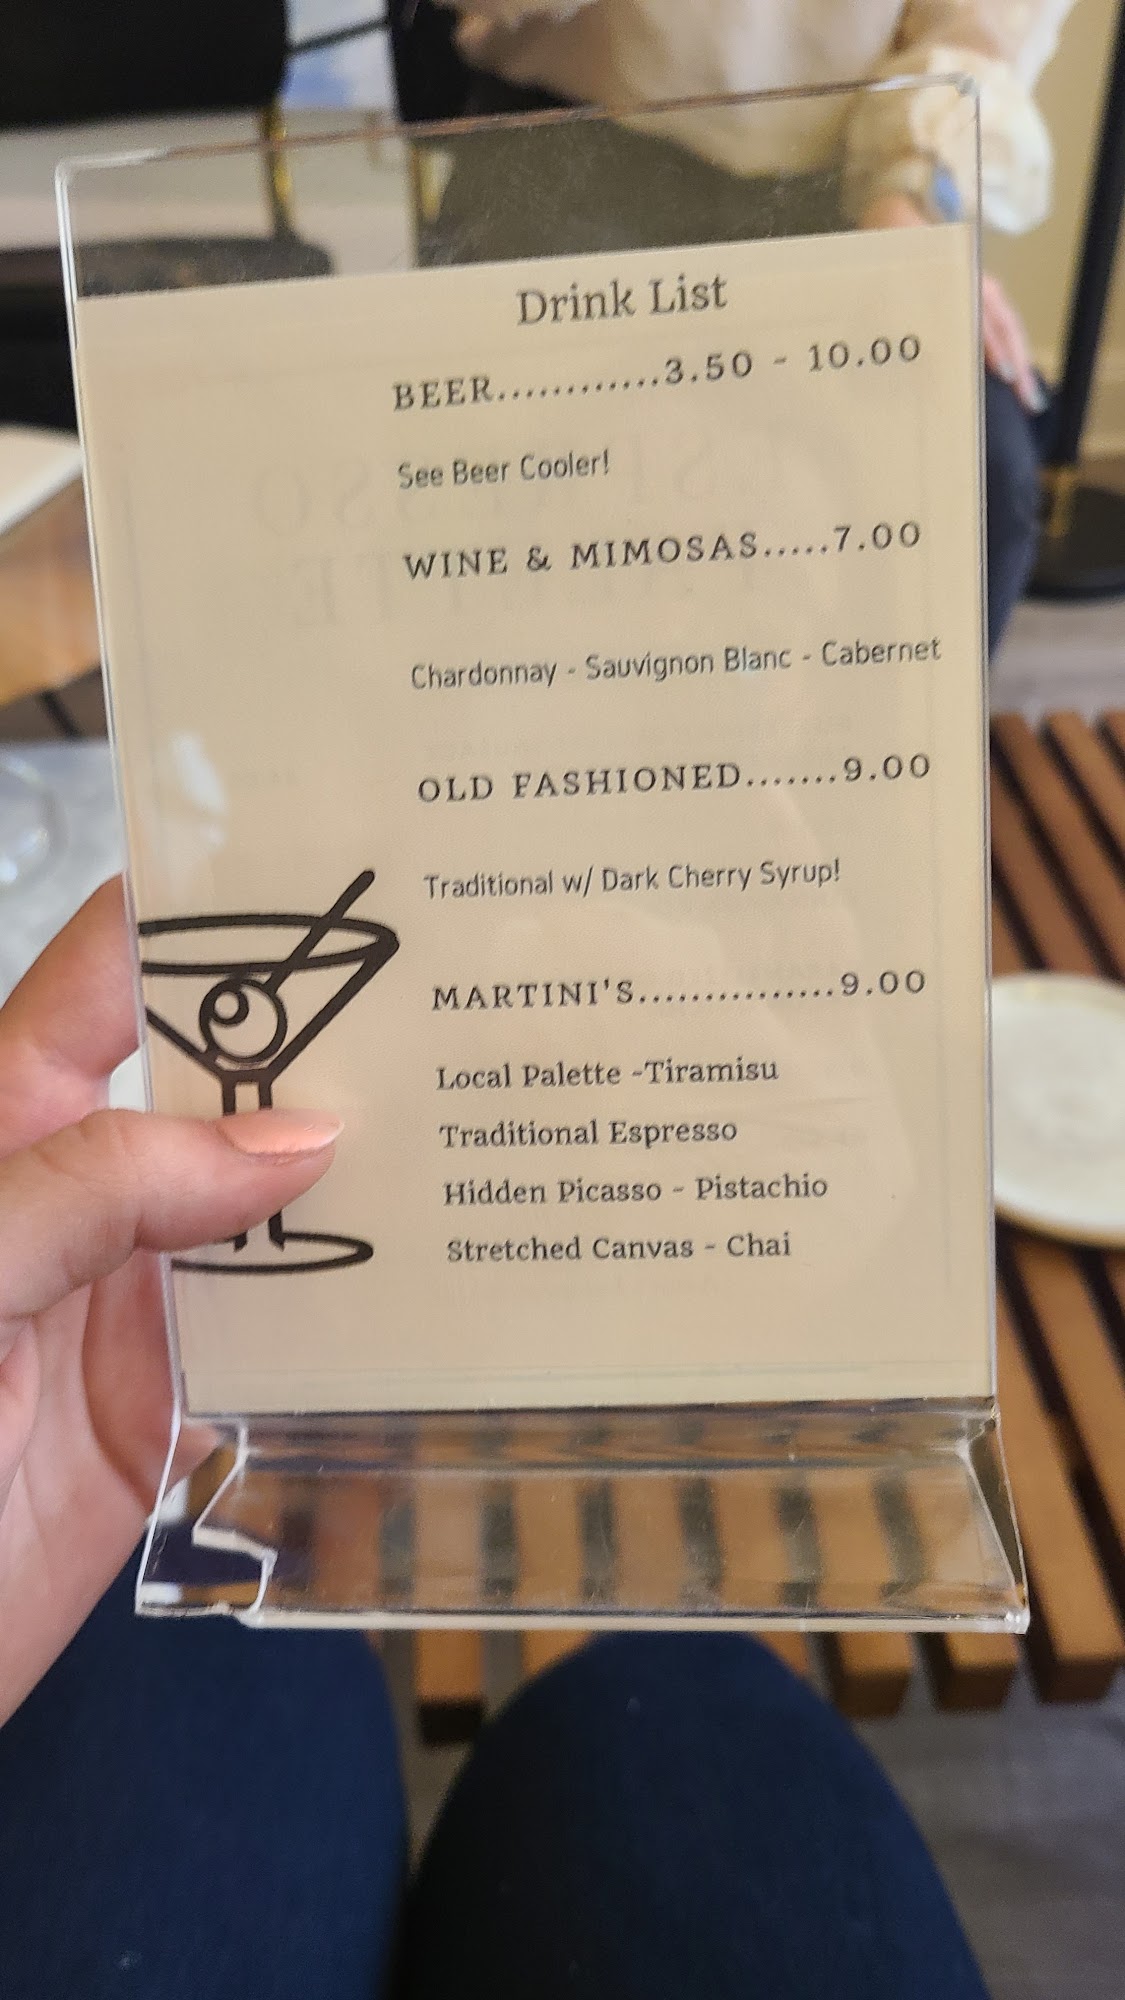 Drink List
BEER............3.50 - 10.00
See Beer Cooler!
WINE & MIMOSAS.....7.00
Chardonnay - Sauvignon Blanc - Cabernet
OLD FASHIONED.......9.00
Traditional w/ Dark Cherry Syrup!
MARTINI'S...............9.00
Local Palette -Tiramisu
Traditional Espresso
Hidden Picasso - Pistachio
Stretched Canvas - Chai